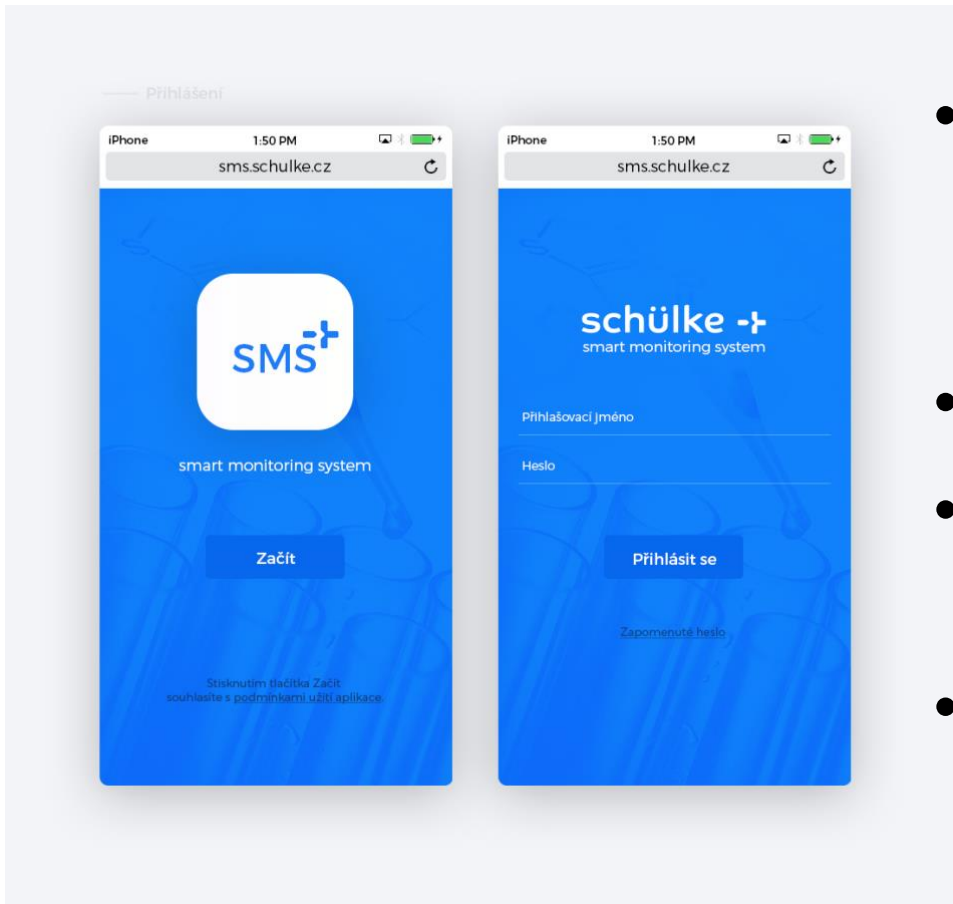 Přihlášení
iPhone 1:50 PM
sms.schulke.cz
SMS
smart monitoring system
Začít
Stisknutím tlačítka Začít
souhlasíte s podmínkami užití aplikace.
iPhone 1:50 PM
sms.schulke.cz
schülke
smart monitoring system
Přihlašovací jméno
Heslo
Přihlásit se
Zapomenuté heslo